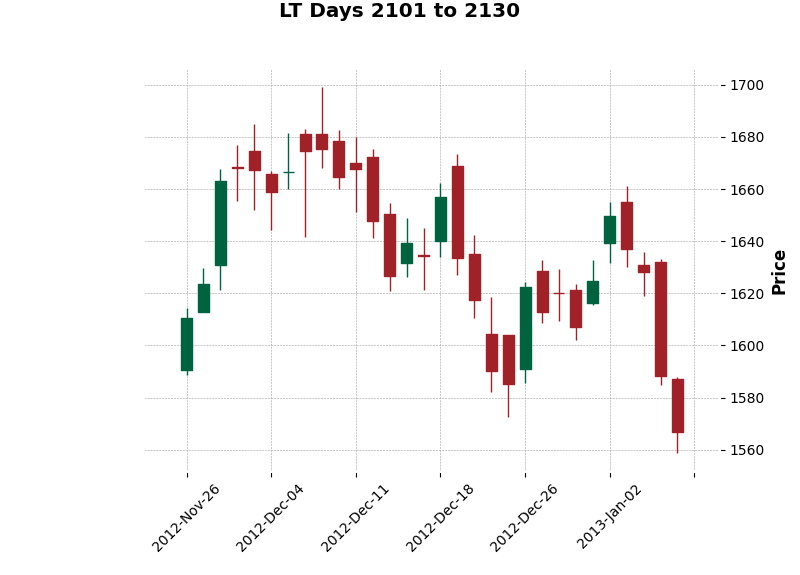 LT Days 2101 to 2130
1700
1680
1660
1640
1620
1600
1580
1560
Price
2012-Nov-26
2012-Dec-04
2012-Dec-11
2012-Dec-18
2012-Dec-26
2013-Jan-02